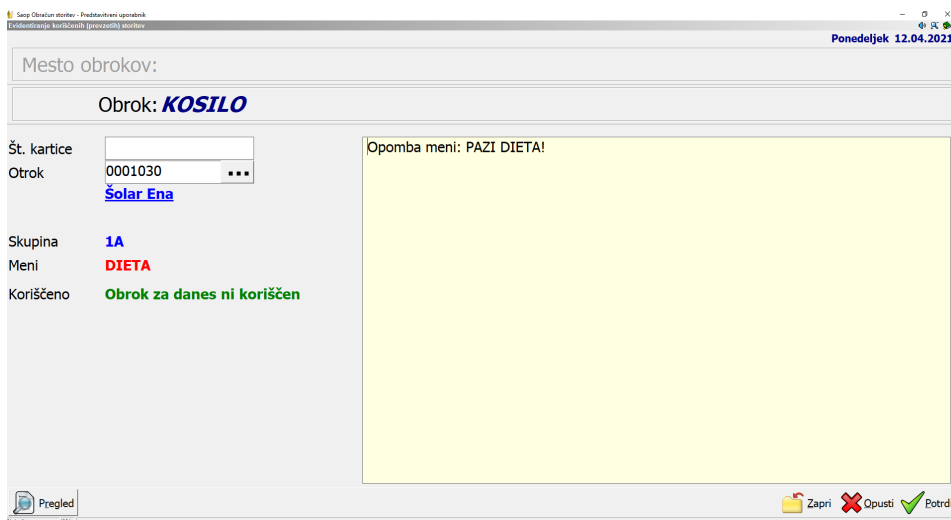 Saop Obračun storitev - Predstavitveni uporabnik
Evidentiranje koriščenih (prevzetih) storitev
Ponedeljek 12.04.2021
Mesto obrokov:
Obrok: KOSILO
Št. kartice
Opomba meni: PAZI DIETA!
Otrok 0001030 ...
Šolar Ena
Skupina 1A
Meni DIETA
Koriščeno Obrok za danes ni koriščen
Pregled Zapri Opusti Potrd